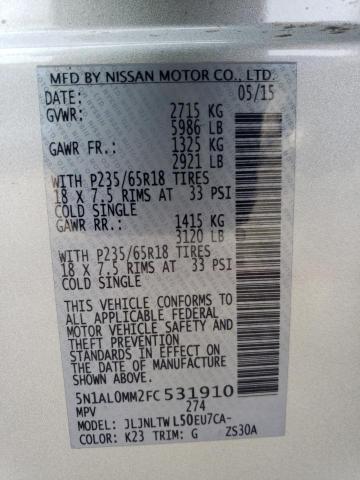 MFD BY NISSAN MOTOR CO., LTD.
DATE: 05/15
GVWR: 2715 KG
5986 LB
GAWR FR.: 1325 KG
2921 LB
WITH P235/65R18 TIRES
18 X 7.5 RIMS AT 33 PSI
COLD SINGLE
GAWR RR.: 1415 KG
3120 LB
WITH P235/65R18 TIRES
18 X 7.5 RIMS AT 33 PSI
COLD SINGLE
THIS VEHICLE CONFORMS TO
ALL APPLICABLE FEDERAL
MOTOR VEHICLE SAFETY AND
THEFT PREVENTION
STANDARDS IN EFFECT ON
THE DATE OF MANUFACTURE
SHOWN ABOVE.
5N1AL0MM2FC531910
MPV 274
MODEL: JLJNLTWL50EU7CA-
COLOR: K23 TRIM: G ZS30A